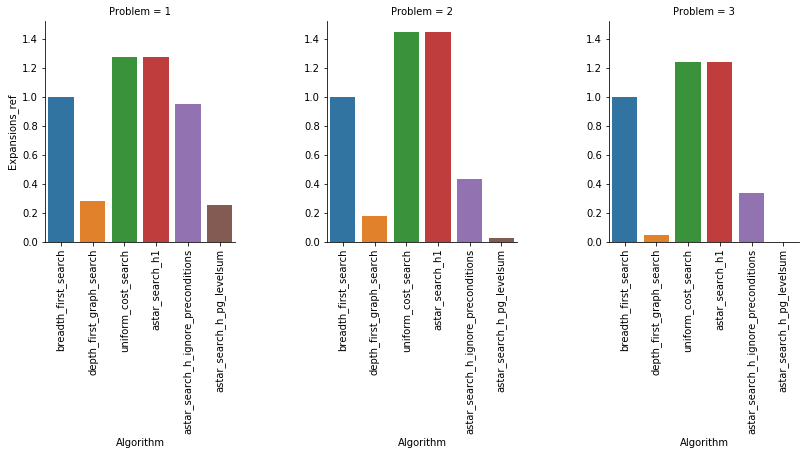 Problem = 1
Problem = 2
Problem = 3
Expansions_ref
1.4
1.2
1.0
0.8
0.6
0.4
0.2
0.0
1.4
1.2
1.0
0.8
0.6
0.4
0.2
0.0
1.4
1.2
1.0
0.8
0.6
0.4
0.2
0.0
breadth_first_search
depth_first_graph_search
uniform_cost_search
astar_search_h1
astar_search_h_ignore_preconditions
astar_search_h_pg_levelsum
breadth_first_search
depth_first_graph_search
uniform_cost_search
astar_search_h1
astar_search_h_ignore_preconditions
astar_search_h_pg_levelsum
breadth_first_search
depth_first_graph_search
uniform_cost_search
astar_search_h1
astar_search_h_ignore_preconditions
astar_search_h_pg_levelsum
Algorithm
Algorithm
Algorithm